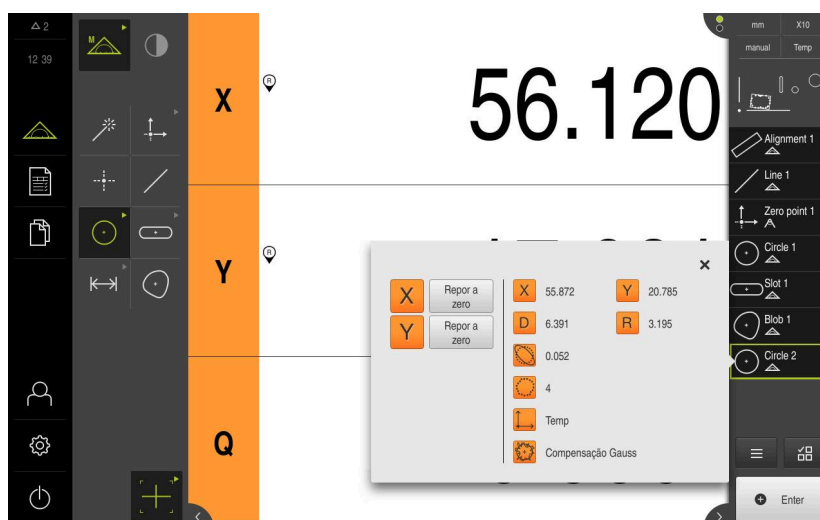 2
12 39
M
X
R
56.120
Y
R
Q
mm X10
manual Temp
Alignment 1
Line 1
Zero point 1
Circle 1
Slot 1
Blob 1
Circle 2
X Repor a
zero
Y Repor a
zero
X 55.872 Y 20.785
D 6.391 R 3.195
0.052
4
Temp
Compensação Gauss
Enter